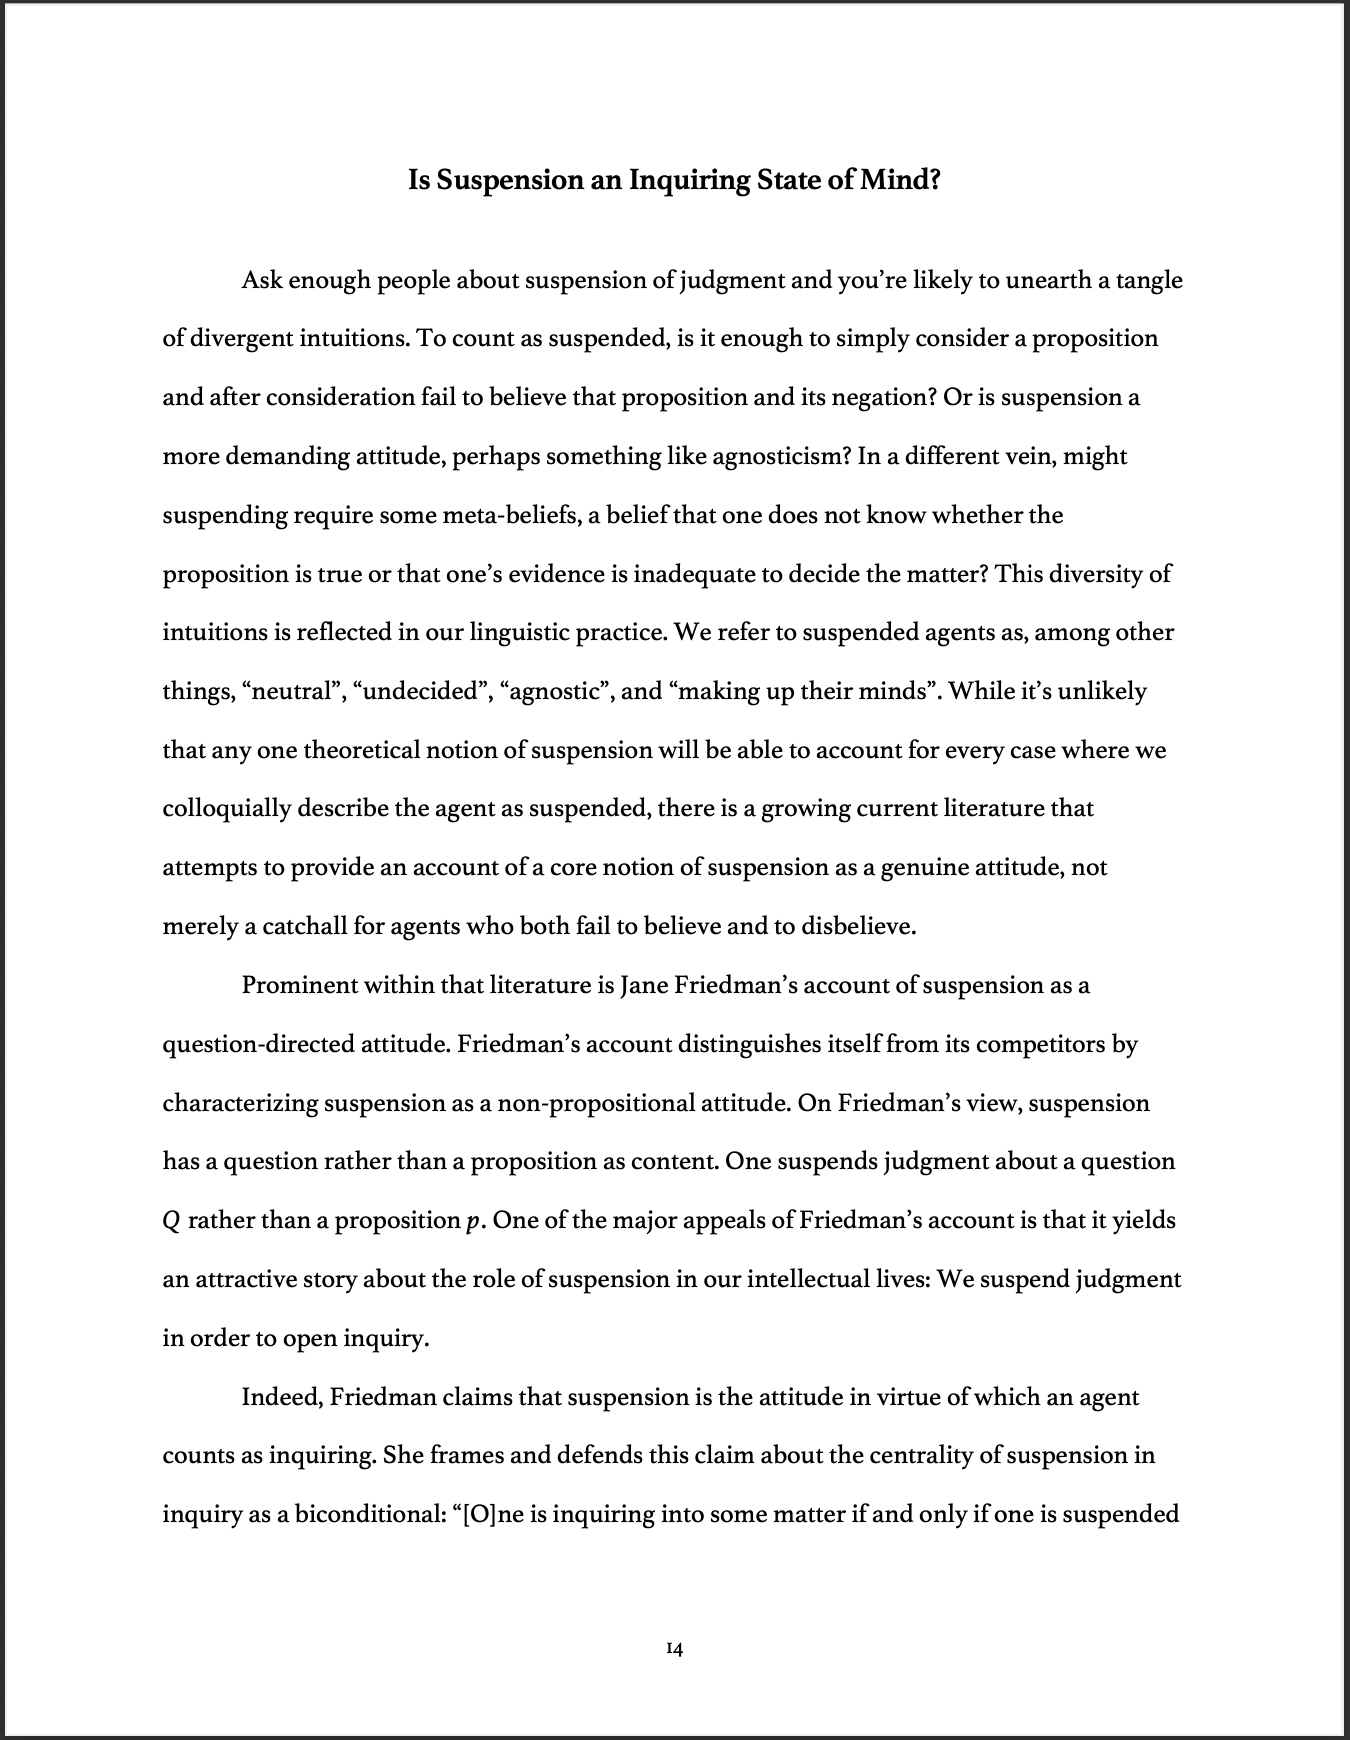 Is Suspension an Inquiring State of Mind?
Ask enough people about suspension of judgment and you’re likely to unearth a tangle
of divergent intuitions. To count as suspended, is it enough to simply consider a proposition
and after consideration fail to believe that proposition and its negation? Or is suspension a
more demanding attitude, perhaps something like agnosticism? In a different vein, might
suspending require some meta-beliefs, a belief that one does not know whether the
proposition is true or that one’s evidence is inadequate to decide the matter? This diversity of
intuitions is reflected in our linguistic practice. We refer to suspended agents as, among other
things, “neutral”, “undecided”, “agnostic”, and “making up their minds”. While it’s unlikely
that any one theoretical notion of suspension will be able to account for every case where we
colloquially describe the agent as suspended, there is a growing current literature that
attempts to provide an account of a core notion of suspension as a genuine attitude, not
merely a catchall for agents who both fail to believe and to disbelieve.
Prominent within that literature is Jane Friedman’s account of suspension as a
question-directed attitude. Friedman’s account distinguishes itself from its competitors by
characterizing suspension as a non-propositional attitude. On Friedman’s view, suspension
has a question rather than a proposition as content. One suspends judgment about a question
Q rather than a proposition p. One of the major appeals of Friedman’s account is that it yields
an attractive story about the role of suspension in our intellectual lives: We suspend judgment
in order to open inquiry.
Indeed, Friedman claims that suspension is the attitude in virtue of which an agent
counts as inquiring. She frames and defends this claim about the centrality of suspension in
inquiry as a biconditional: “[O]ne is inquiring into some matter if and only if one is suspended
14